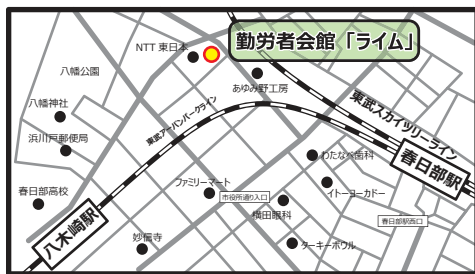 勤労者会館「ライム」
NTT 東日本
八幡公園
あゆみ野工房
八幡神社
東武アーバンパークライン
東武スカイツリーライン
浜川戸郵便局
わたなべ歯科
春日部駅
ファミリーマート
イトーヨーカドー
春日部高校
市役所通り入口
横田眼科
春日部駅西口
八木崎駅
妙信寺
ターキーボウル